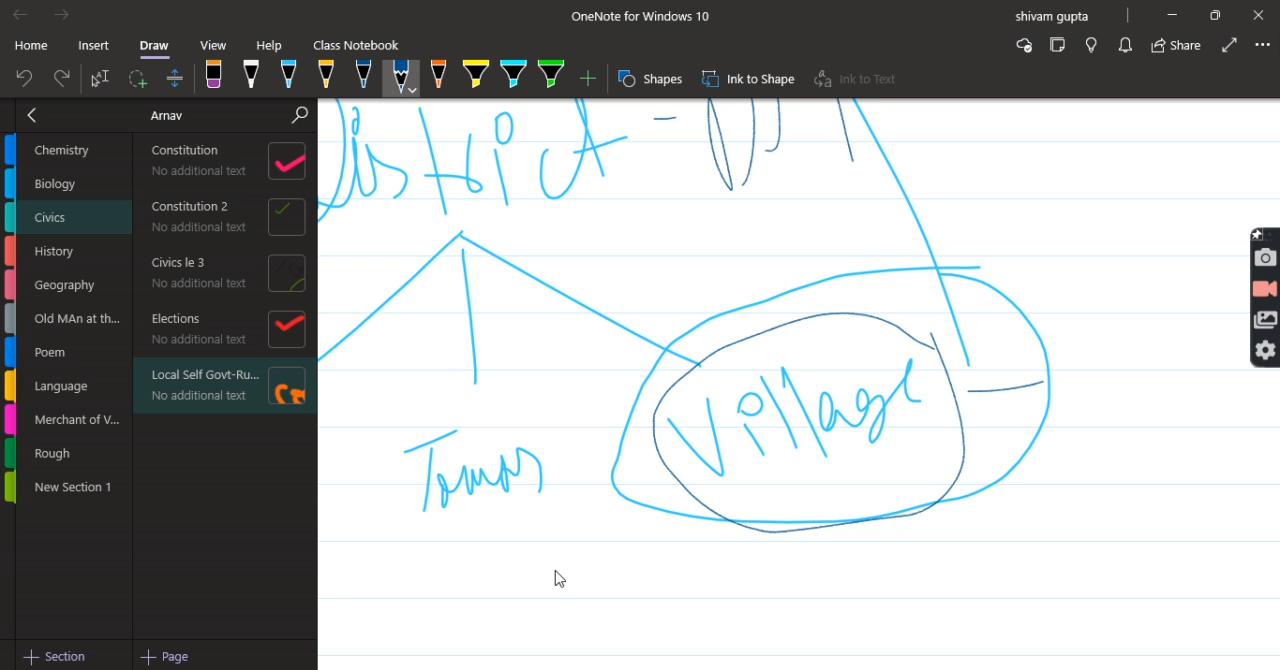 OneNote for Windows 10
shivam gupta
Home Insert Draw View Help Class Notebook
Share
Shapes Ink to Shape Ink to Text
Arnav
Chemistry
Biology
Civics
History
Geography
Old MAn at th...
Poem
Language
Merchant of V...
Rough
New Section 1
Constitution
No additional text
Constitution 2
No additional text
Civics le 3
No additional text
Elections
No additional text
Local Self Govt-Ru...
No additional text
District -
Village
Towns
Section
Page